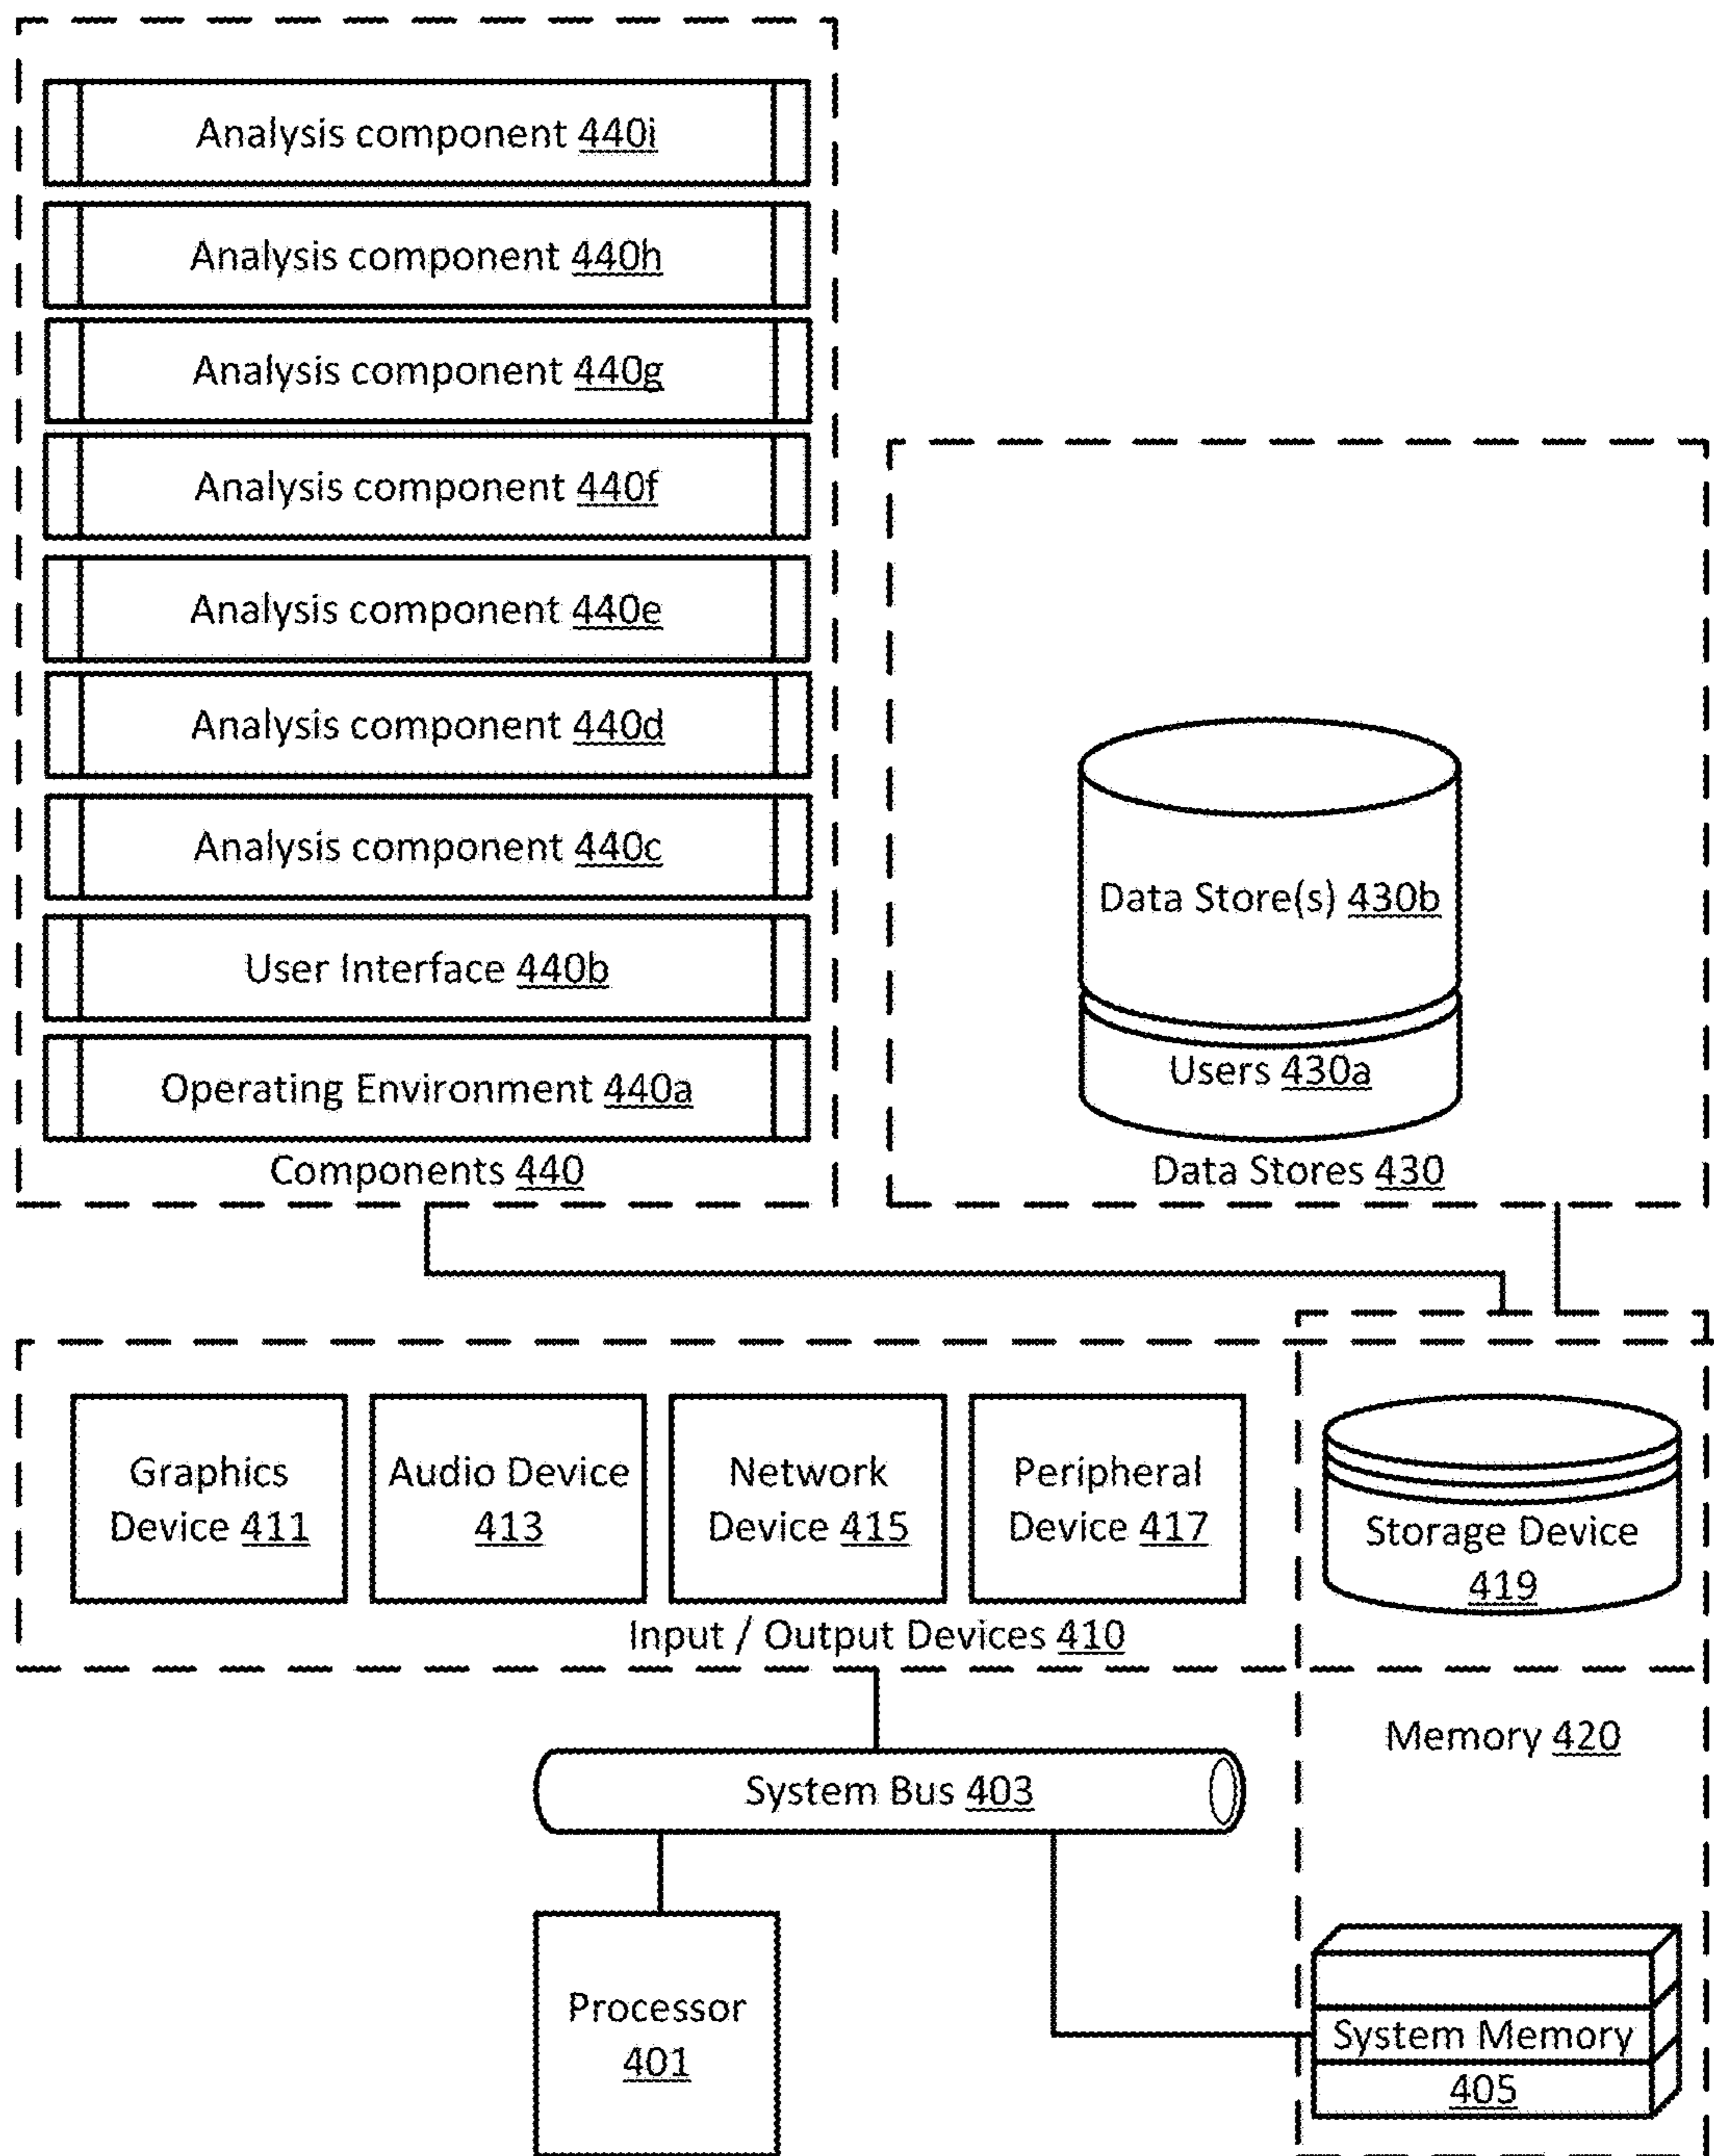 Analysis component 440i
Analysis component 440h
Analysis component 440g
Analysis component 440f
Analysis component 440e
Analysis component 440d
Analysis component 440c
User Interface 440b
Operating Environment 440a
Components 440
Data Store(s) 430b
Users 430a
Data Stores 430
Graphics
Device 411
Audio Device
413
Network
Device 415
Peripheral
Device 417
Storage Device
419
Input / Output Devices 410
Memory 420
System Bus 403
Processor
401
System Memory
405